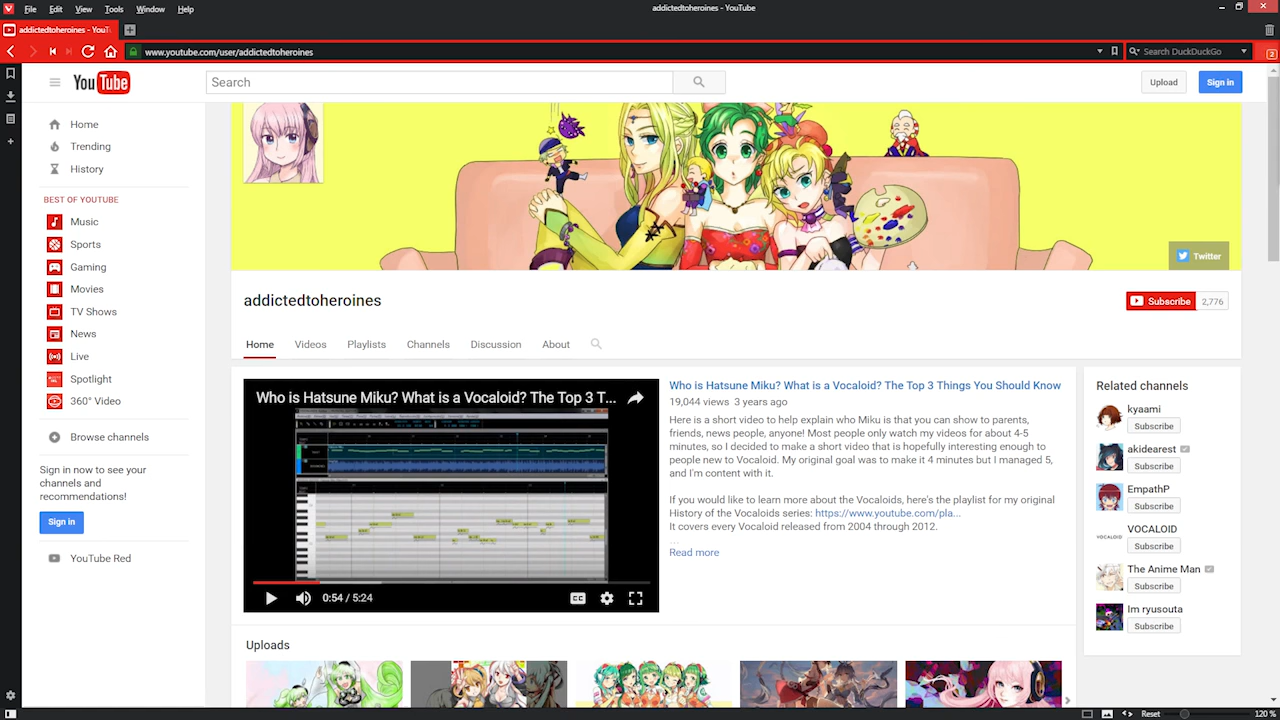 File Edit View Tools Window Help
addictedtoheroines - YouTube
addictedtoheroines - YouT
www.youtube.com/user/addictedtoheroines
Search DuckDuckGo
2
YouTube
Search
Upload
Sign in
Home
Trending
History
BEST OF YOUTUBE
Music
Sports
Gaming
Movies
TV Shows
News
Live
Spotlight
360° Video
Browse channels
Sign in now to see your
channels and
recommendations!
Sign in
YouTube Red
Twitter
addictedtoheroines
Subscribe 2,776
Home Videos Playlists Channels Discussion About
Who is Hatsune Miku? What is a Vocaloid? The Top 3 T...
0:54 / 5:24
CC
Who is Hatsune Miku? What is a Vocaloid? The Top 3 Things You Should Know
19,044 views 3 years ago
Here is a short video to help explain who Miku is that you can show to parents,
friends, news people, anyone! Most people only watch my videos for about 4-5
minutes, so I decided to make a short video that is hopefully interesting enough to
people new to Vocaloid. My original goal was to make it 4 minutes but I managed 5,
and I'm content with it.
If you would like to learn more about the Vocaloids, here's the playlist for my original
History of the Vocaloids series: https://www.youtube.com/pla...
It covers every Vocaloid released from 2004 through 2012.
...
Read more
Uploads
Related channels
kyaami
Subscribe
akidearest
Subscribe
EmpathP
Subscribe
VOCALOID
VOCALOID
Subscribe
The Anime Man
Subscribe
Im ryusouta
Subscribe
Reset 120 %